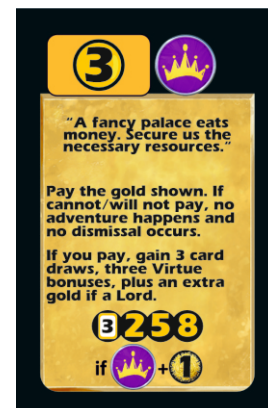 3
"A fancy palace eats
money. Secure us the
necessary resources."
Pay the gold shown. If
cannot/will not pay, no
adventure happens and
no dismissal occurs.
If you pay, gain 3 card
draws, three Virtue
bonuses, plus an extra
gold if a Lord.
3 2 5 8
if + 1